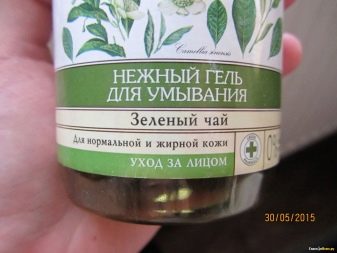 Camellia sinensis
НЕЖНЫЙ ГЕЛЬ
ДЛЯ УМЫВАНИЯ
Зеленый чай
Для нормальной и жирной кожи
УХОД ЗА ЛИЦОМ
30/05/2015